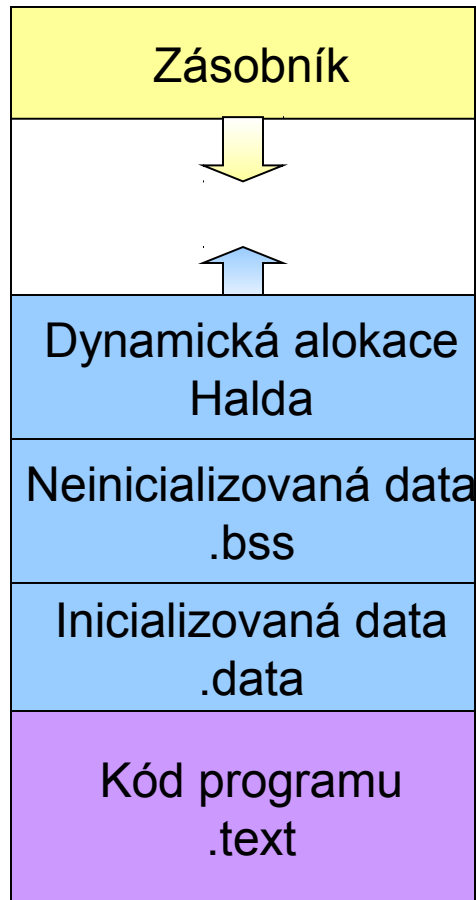 Zásobník
Dynamická alokace
Halda
Neinicializovaná data
.bss
Inicializovaná data
.data
Kód programu
.text